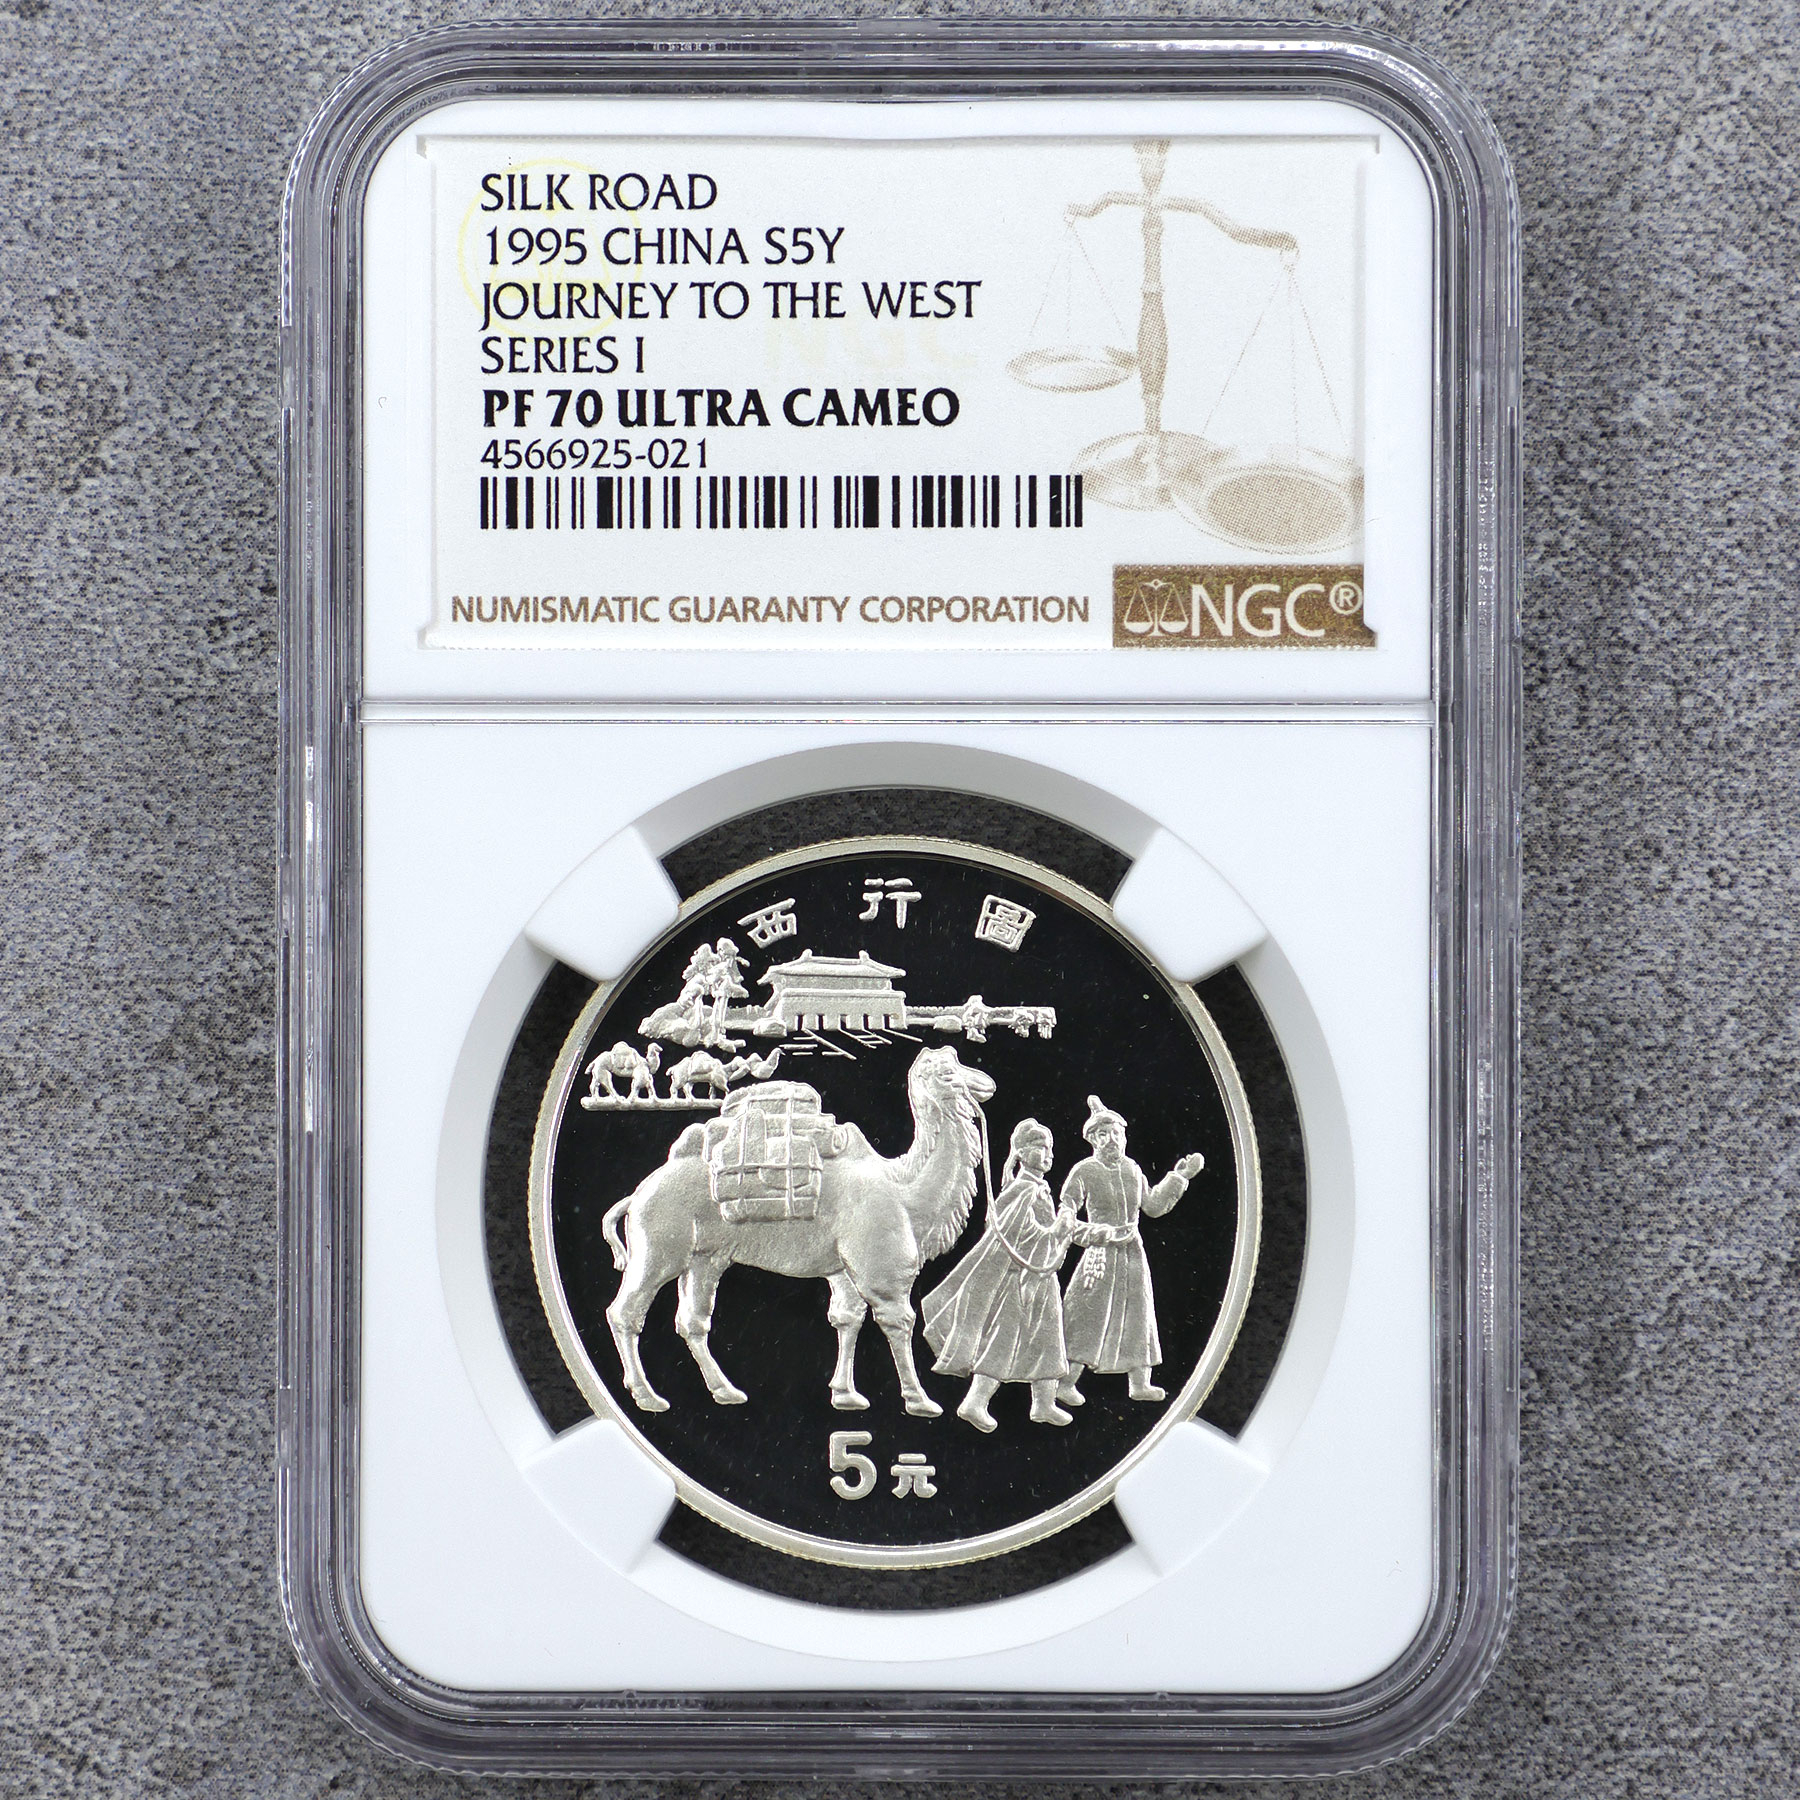 SILK ROAD
1995 CHINA S5Y
JOURNEY TO THE WEST
SERIES I
PF 70 ULTRA CAMEO
4566925-021
NUMISMATIC GUARANTY CORPORATION
NGC®
西行圖
5元